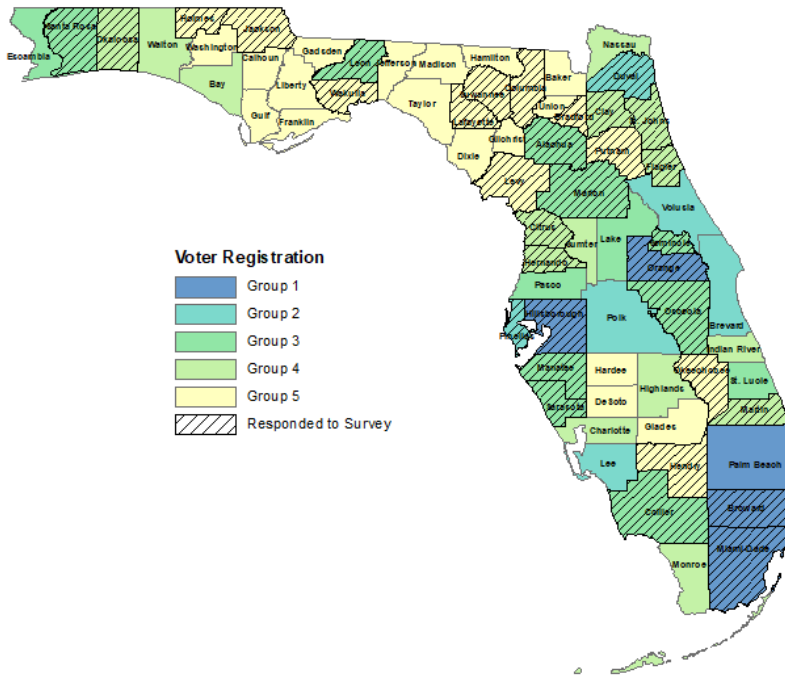 Nassau
Holmes
Santa Rosa
Jackson
Escambia
Okaloosa
Walton
Washington
Gadsden
Hamilton
Calhoun
Leon
Jefferson
Madison
Baker
Duval
Bay
Liberty
Wakulla
Suwannee
Columbia
Gulf
Franklin
Taylor
Lafayette
Union
Bradford
Clay
St. Johns
Gilchrist
Alachua
Putnam
Dixie
Flagler
Levy
Marion
Volusia
Citrus
Sumter
Lake
Seminole
Voter Registration
Hernando
Orange
Group 1
Pasco
Group 2
Hillsborough
Pinellas
Polk
Osceola
Brevard
Group 3
Indian River
Manatee
Hardee
Okeechobee
Group 4
Highlands
St. Lucie
Group 5
Sarasota
DeSoto
Martin
Responded to Survey
Charlotte
Glades
Lee
Hendry
Palm Beach
Collier
Broward
Miami-Dade
Monroe